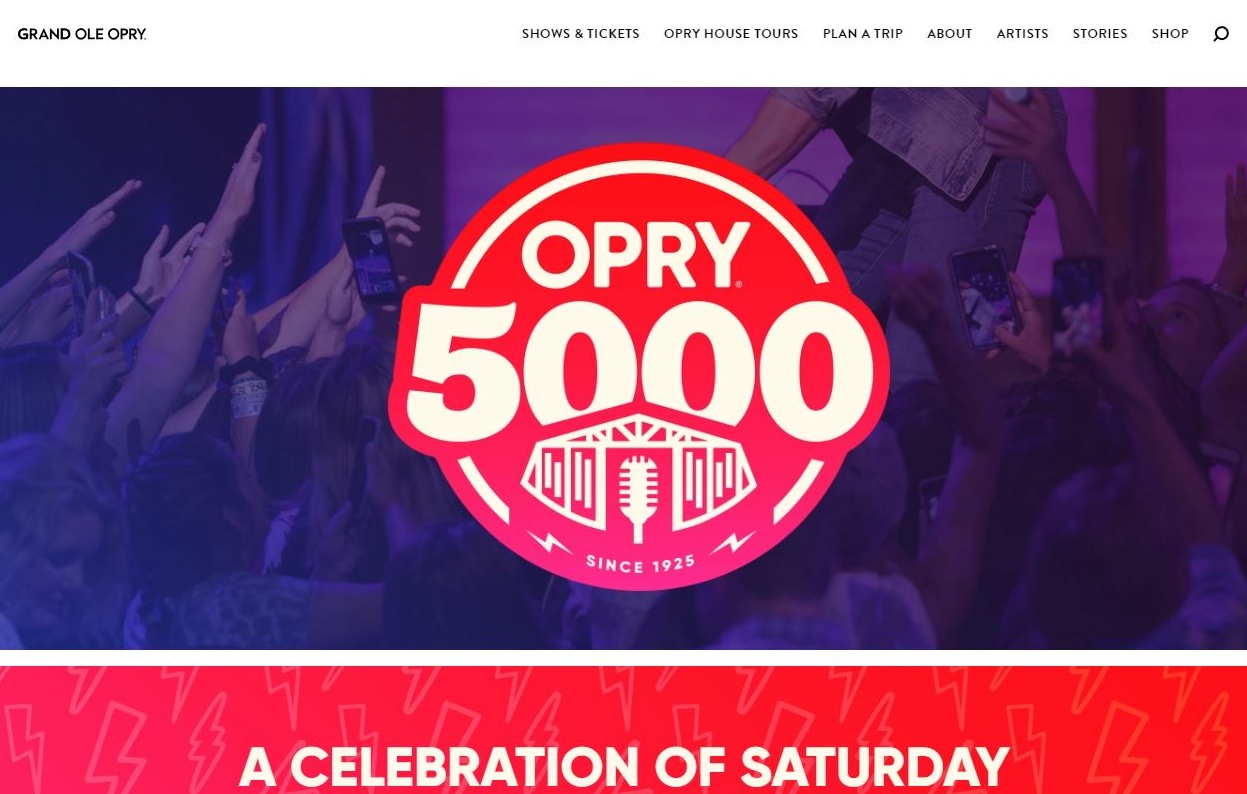 GRAND OLE OPRY.
SHOWS & TICKETS OPRY HOUSE TOURS PLAN A TRIP ABOUT ARTISTS STORIES SHOP
OPRY®
5000
SINCE 1925
A CELEBRATION OF SATURDAY